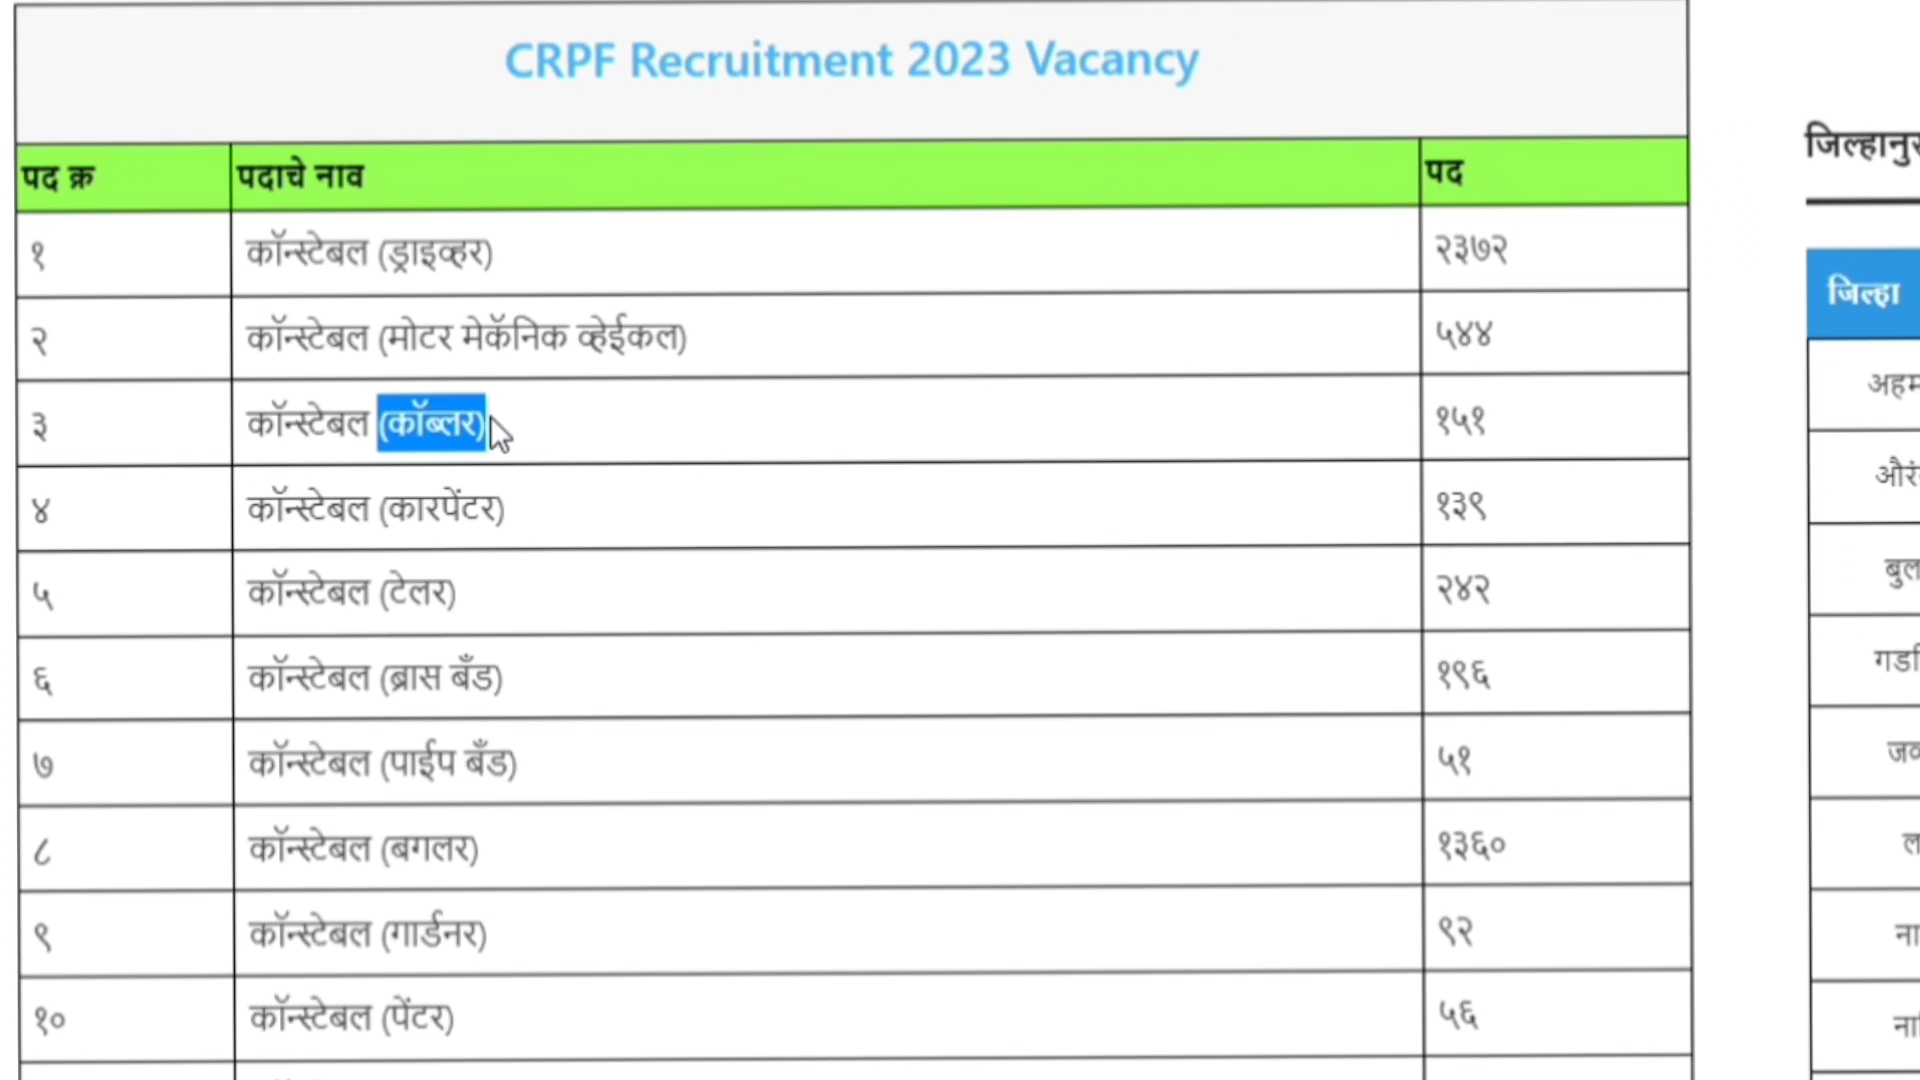 CRPF Recruitment 2023 Vacancy
पद क्र पदाचे नाव पद
१ कॉन्स्टेबल (ड्राइव्हर) २३७२
२ कॉन्स्टेबल (मोटर मेकॅनिक व्हेईकल) ५४४
३ कॉन्स्टेबल (कॉब्लर) १५१
४ कॉन्स्टेबल (कारपेंटर) १३९
५ कॉन्स्टेबल (टेलर) २४२
६ कॉन्स्टेबल (ब्रास बँड) १९६
७ कॉन्स्टेबल (पाईप बँड) ५१
८ कॉन्स्टेबल (बगलर) १३६०
९ कॉन्स्टेबल (गार्डनर) ९२
१० कॉन्स्टेबल (पेंटर) ५६
जिल्हा